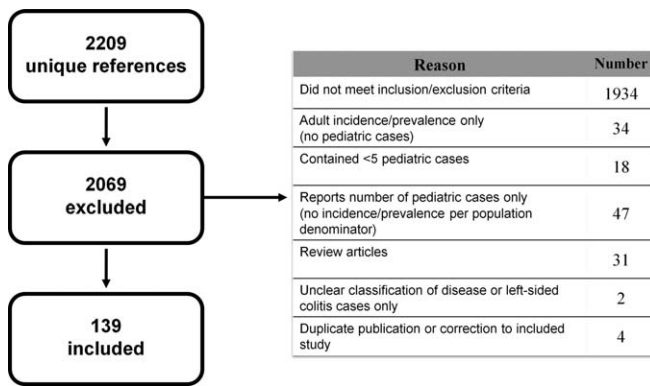 2209
unique references
2069
excluded
139
included
Reason Number
Did not meet inclusion/exclusion criteria 1934
Adult incidence/prevalence only
(no pediatric cases) 34
Contained <5 pediatric cases 18
Reports number of pediatric cases only
(no incidence/prevalence per population
denominator) 47
Review articles 31
Unclear classification of disease or left-sided
colitis cases only 2
Duplicate publication or correction to included
study 4